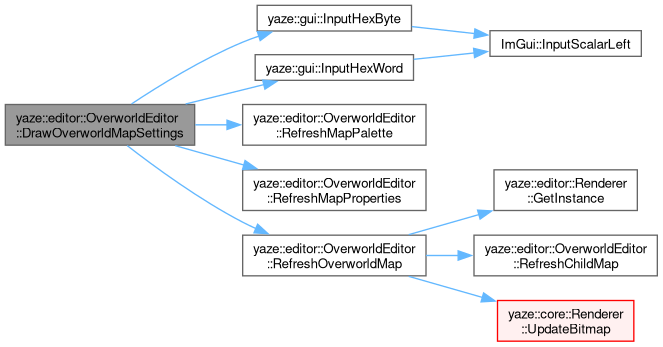 yaze::editor::OverworldEditor
::DrawOverworldMapSettings
yaze::gui::InputHexByte
ImGui::InputScalarLeft
yaze::gui::InputHexWord
yaze::editor::OverworldEditor
::RefreshMapPalette
yaze::editor::OverworldEditor
::RefreshMapProperties
yaze::editor::OverworldEditor
::RefreshOverworldMap
yaze::editor::Renderer
::GetInstance
yaze::editor::OverworldEditor
::RefreshChildMap
yaze::core::Renderer
::UpdateBitmap